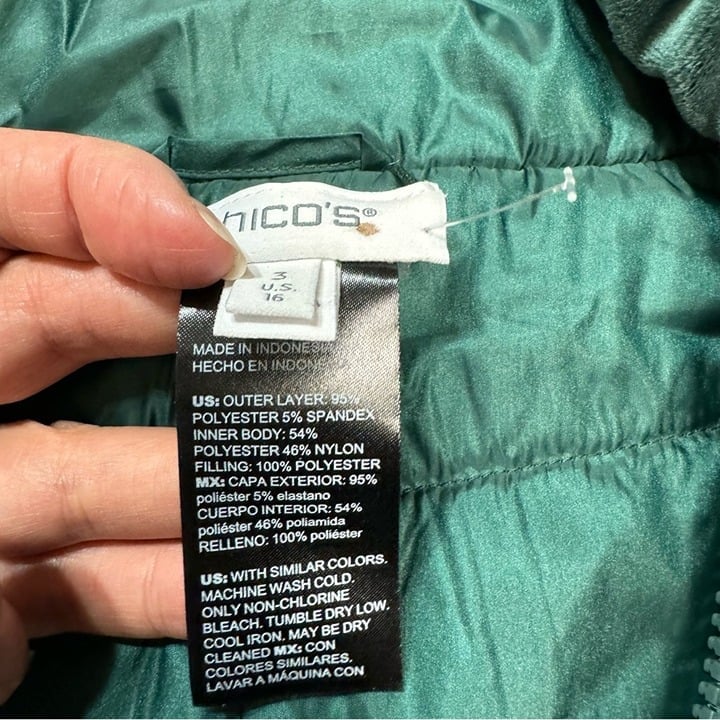 hICO'S®
3
U.S.
16
MADE IN INDONESI
HECHO EN INDONE
US: OUTER LAYER: 95%
POLYESTER 5% SPANDEX
INNER BODY: 54%
POLYESTER 46% NYLON
FILLING: 100% POLYESTER
MX: CAPA EXTERIOR: 95%
poliéster 5% elastano
CUERPO INTERIOR: 54%
poliéster 46% poliamida
RELLENO: 100% poliéster
US: WITH SIMILAR COLORS.
MACHINE WASH COLD.
ONLY NON-CHLORINE
BLEACH. TUMBLE DRY LOW.
COOL IRON. MAY BE DRY
CLEANED MX: CON
COLORES SIMILARES.
LAVAR A MÁQUINA CON